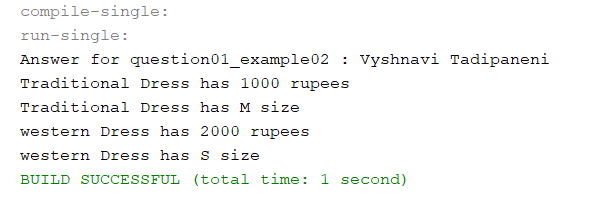 compile-single:
run-single:
Answer for question01_example02 : Vyshnavi Tadipaneni
Traditional Dress has 1000 rupees
Traditional Dress has M size
western Dress has 2000 rupees
western Dress has S size
BUILD SUCCESSFUL (total time: 1 second)